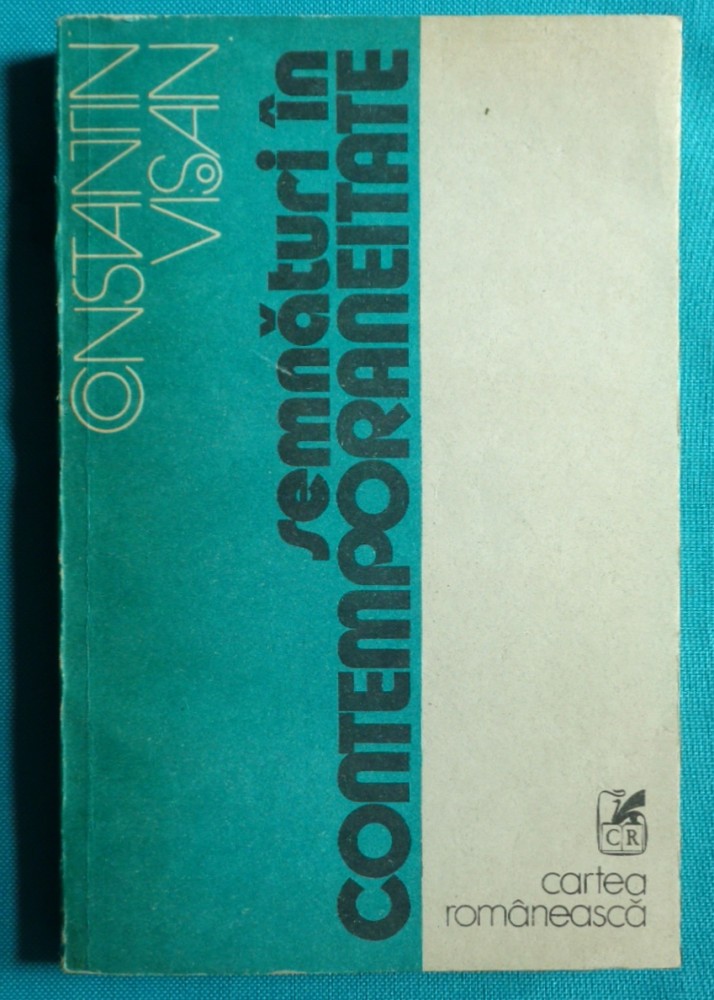 CONSTANTIN
VIȘAN
semnături în
CONTEMPORANEITATE
CR
cartea
românească